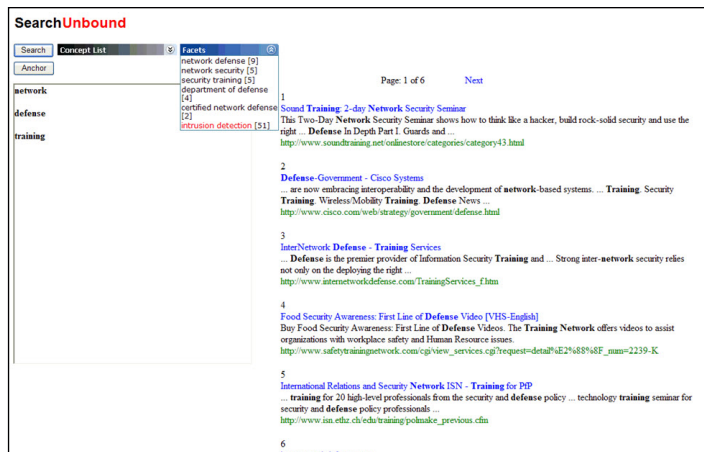 SearchUnbound
Search
Concept List
Facets
Anchor
network defense [9]
network security [5]
security training [5]
department of defense
[4]
certified network defense
[2]
intrusion detection [51]
network
defense
training
Page: 1 of 6 Next
1
Sound Training: 2-day Network Security Seminar
This Two-Day Network Security Seminar shows how to think like a hacker, build rock-solid security and use the
right ... Defense In Depth Part I. Guards and ...
http://www.soundtraining.net/onlinestore/categories/category43.html
2
Defense-Government - Cisco Systems
... are now embracing interoperability and the development of network-based systems. ... Training. Security
Training. Wireless/Mobility Training. Defense News ...
http://www.cisco.com/web/strategy/government/defense.html
3
InterNetwork Defense - Training Services
... Defense is the premier provider of Information Security Training and ... Strong inter-network security relies
not only on the deploying the right ...
http://www.internetworkdefense.com/TrainingServices_f.htm
4
Food Security Awareness: First Line of Defense Video [VHS-English]
Buy Food Security Awareness: First Line of Defense Videos. The Training Network offers videos to assist
organizations with workplace safety and Human Resource issues.
http://www.safetytrainingnetwork.com/cgi/view_services.cgi?request=detail%E2%88%8F_num=2239-K
5
International Relations and Security Network ISN - Training for PfP
... training for 20 high-level professionals from the security and defense policy ... technology training seminar for
security and defense policy professionals ...
http://www.isn.ethz.ch/edu/training/polmake_previous.cfm
6